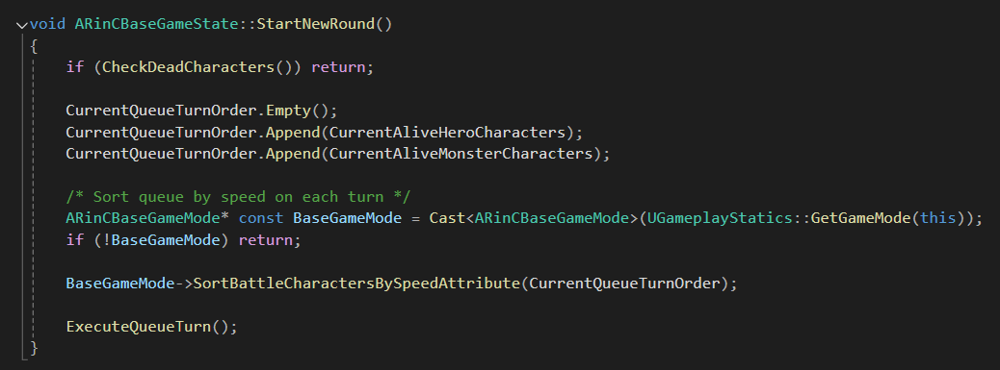 void ARinCBaseGameState::StartNewRound()
{
    if (CheckDeadCharacters()) return;

    CurrentQueueTurnOrder.Empty();
    CurrentQueueTurnOrder.Append(CurrentAliveHeroCharacters);
    CurrentQueueTurnOrder.Append(CurrentAliveMonsterCharacters);

    /* Sort queue by speed on each turn */
    ARinCBaseGameMode* const BaseGameMode = Cast<ARinCBaseGameMode>(UGameplayStatics::GetGameMode(this));
    if (!BaseGameMode) return;

    BaseGameMode->SortBattleCharactersBySpeedAttribute(CurrentQueueTurnOrder);

    ExecuteQueueTurn();
}